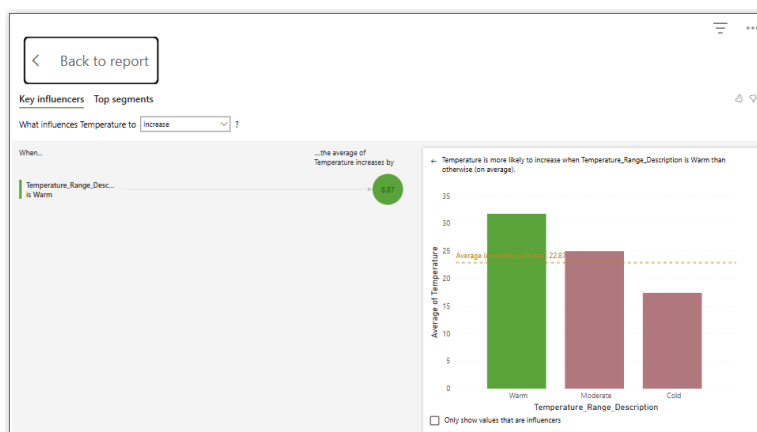 Back to report
Key influencers Top segments
What influences Temperature to Increase ?
When...
...the average of
Temperature increases by
Temperature_Range_Desc...
is Warm
8.87
← Temperature is more likely to increase when Temperature_Range_Description is Warm than
otherwise (on average).
Average of Temperature
35
30
25
20
15
10
5
0
Average 22.87
Warm Moderate Cold
Temperature_Range_Description
Only show values that are influencers